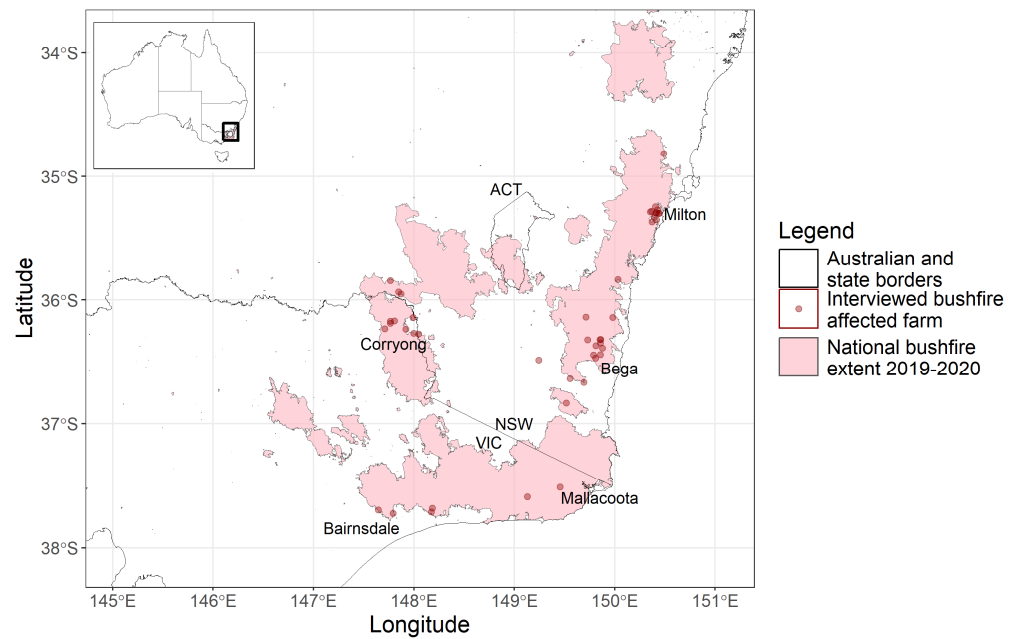 34°S
35°S
36°S
37°S
38°S
Latitude
ACT
Milton
Corryong
Bega
NSW
VIC
Mallacoota
Bairnsdale
145°E
146°E
147°E
148°E
149°E
150°E
151°E
Longitude
Legend
Australian and
state borders
Interviewed bushfire
affected farm
National bushfire
extent 2019-2020